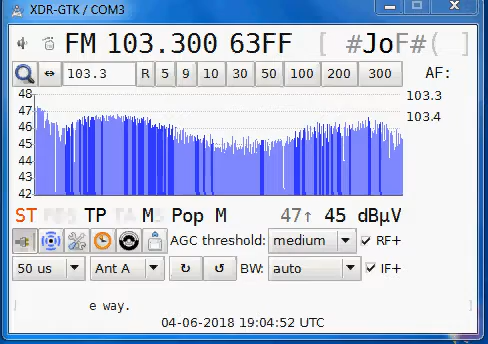 XDR-GTK / COM3
FM 103.300 63FF [ #JoF#( ]
103.3 R 5 9 10 30 50 100 200 300 AF:
48
47
46
45
44
43
42
103.3
103.4
ST RDS TP TA MS Pop M 47↑ 45 dBµV
AGC threshold: medium RF+
50 us Ant A BW: auto IF+
[ e way. ]
04-06-2018 19:04:52 UTC